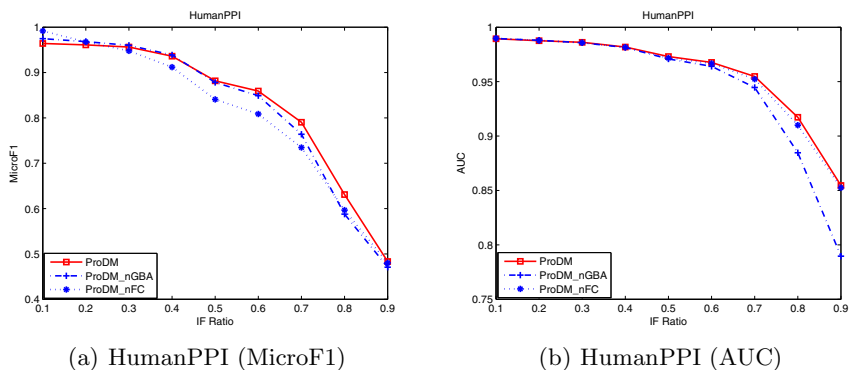 HumanPPI
1
0.9
0.8
0.7
0.6
0.5
0.4
MicroF1
ProDM
ProDM_nGBA
ProDM_nFC
0.1 0.2 0.3 0.4 0.5 0.6 0.7 0.8 0.9
IF Ratio
(a) HumanPPI (MicroF1)
HumanPPI
1
0.95
0.9
0.85
0.8
0.75
AUC
ProDM
ProDM_nGBA
ProDM_nFC
0.1 0.2 0.3 0.4 0.5 0.6 0.7 0.8 0.9
IF Ratio
(b) HumanPPI (AUC)